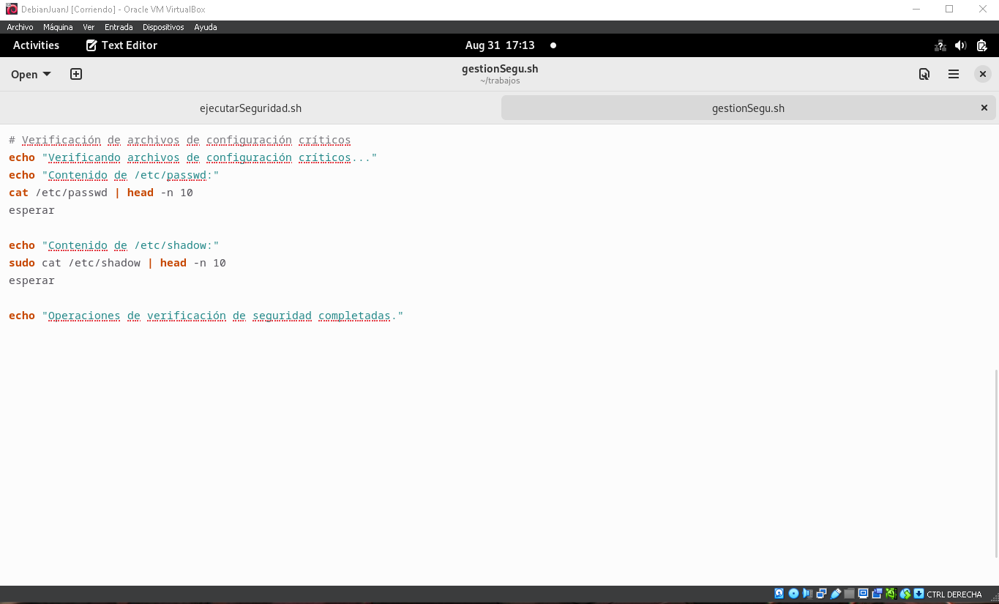 DebianJuanJ [Corriendo] - Oracle VM VirtualBox
Archivo Máquina Ver Entrada Dispositivos Ayuda
Activities Text Editor Aug 31 17:13
Open gestionSegu.sh
~/trabajos
ejecutarSeguridad.sh gestionSegu.sh
# Verificación de archivos de configuración críticos
echo "Verificando archivos de configuración críticos..."
echo "Contenido de /etc/passwd:"
cat /etc/passwd | head -n 10
esperar
echo "Contenido de /etc/shadow:"
sudo cat /etc/shadow | head -n 10
esperar
echo "Operaciones de verificación de seguridad completadas."
CTRL DERECHA